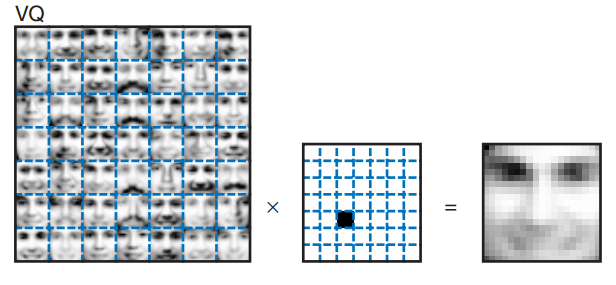 VQ
× =